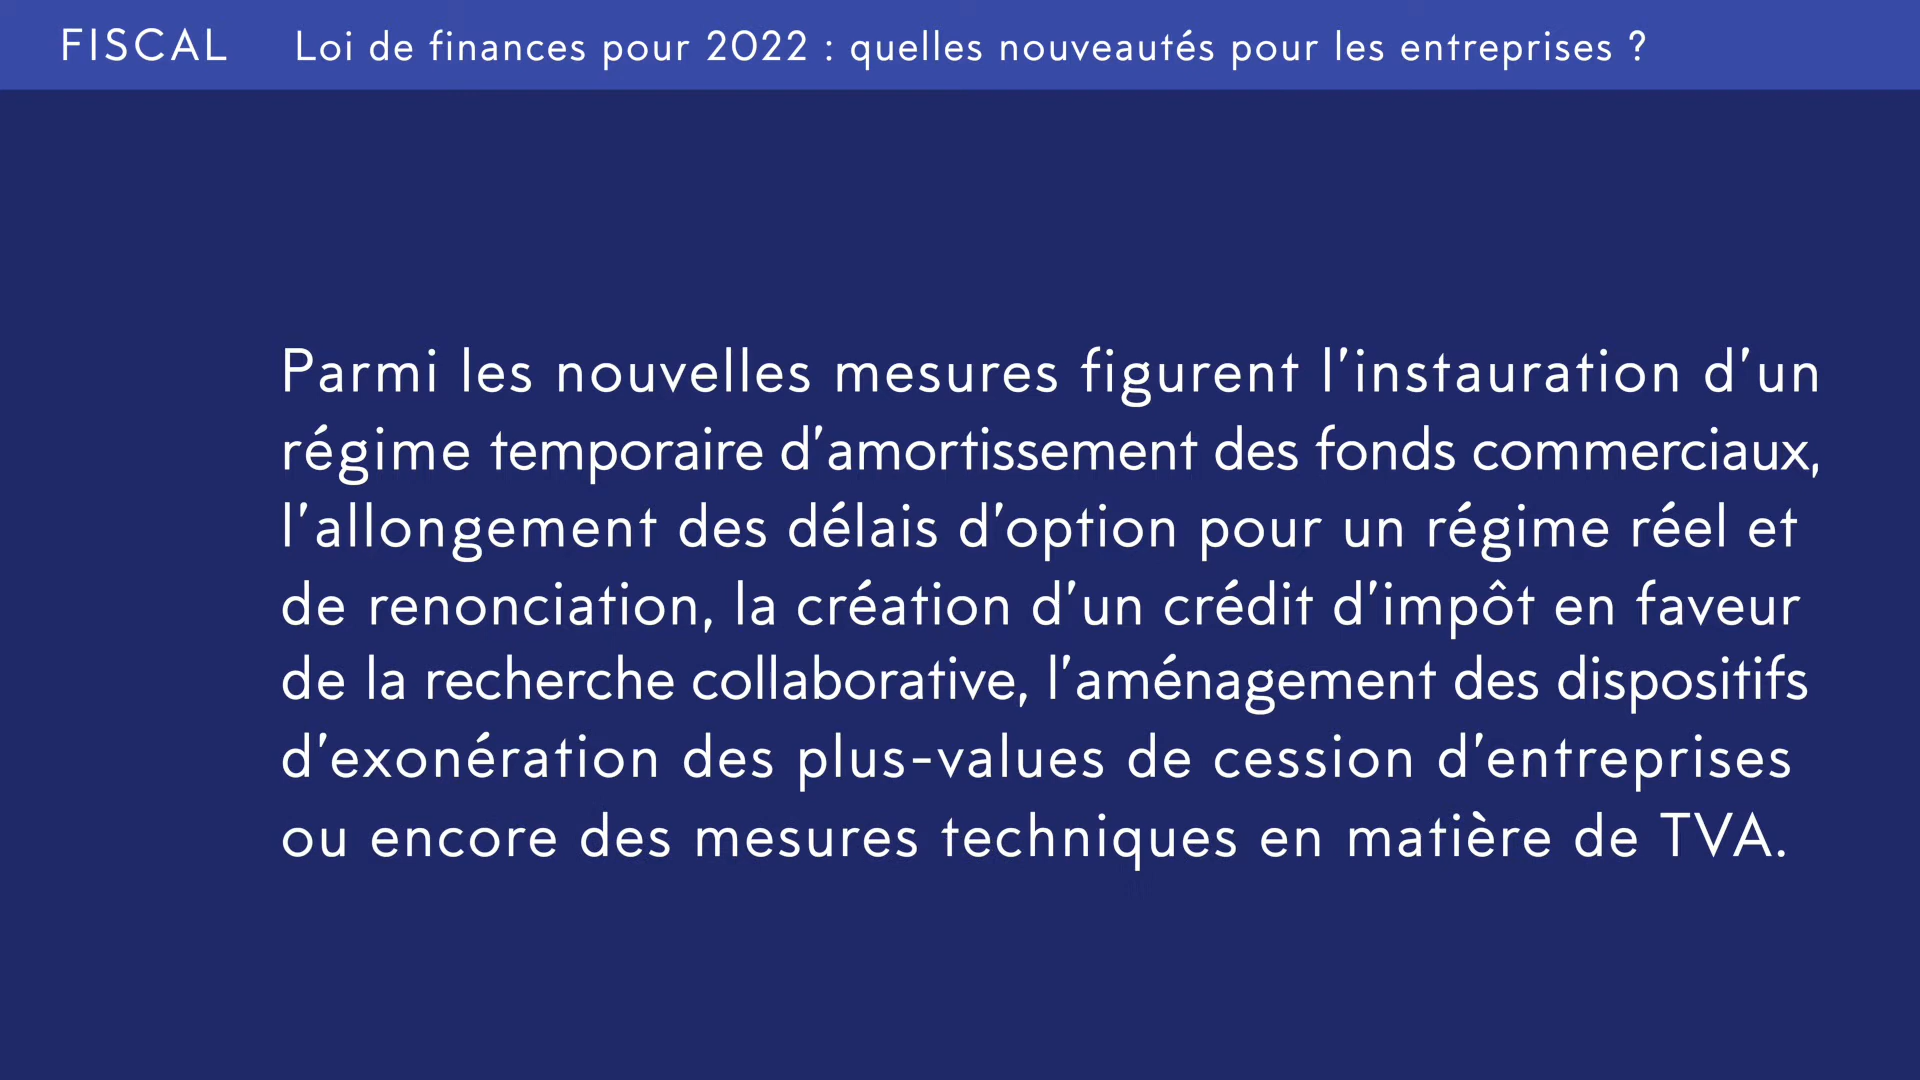 FISCAL Loi de finances pour 2022 : quelles nouveautés pour les entreprises ?
Parmi les nouvelles mesures figurent l’instauration d’un
régime temporaire d’amortissement des fonds commerciaux,
l’allongement des délais d’option pour un régime réel et
de renonciation, la création d’un crédit d’impôt en faveur
de la recherche collaborative, l’aménagement des dispositifs
d’exonération des plus-values de cession d’entreprises
ou encore des mesures techniques en matière de TVA.